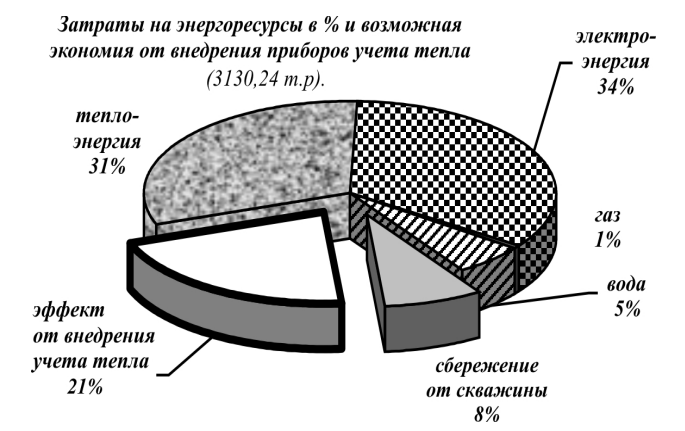 Затраты на энергоресурсы в % и возможная
экономия от внедрения приборов учета тепла
(3130,24 т.р).
электро-
энергия
34%
тепло-
энергия
31%
газ
1%
вода
5%
эффект
от внедрения
учета тепла
21%
сбережение
от скважины
8%